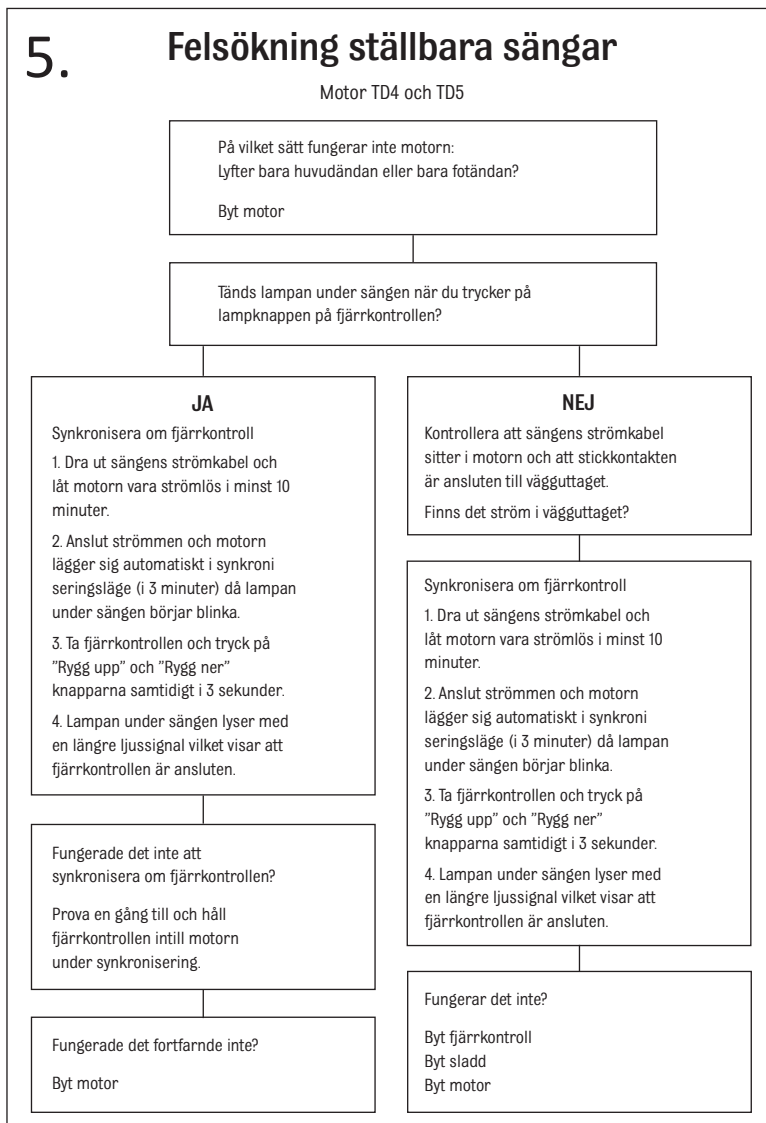 5.
Felsökning ställbara sängar
Motor TD4 och TD5
På vilket sätt fungerar inte motorn:
Lyfter bara huvudändan eller bara fotändan?
Byt motor
Tänds lampan under sängen när du trycker på
lampknappen på fjärrkontrollen?
JA
Synkronisera om fjärrkontroll
1. Dra ut sängens strömkabel och
låt motorn vara strömlös i minst 10
minuter.
2. Anslut strömmen och motorn
lägger sig automatiskt i synkroni
seringsläge (i 3 minuter) då lampan
under sängen börjar blinka.
3. Ta fjärrkontrollen och tryck på
”Rygg upp” och ”Rygg ner”
knapparna samtidigt i 3 sekunder.
4. Lampan under sängen lyser med
en längre ljussignal vilket visar att
fjärrkontrollen är ansluten.
Fungerade det inte att
synkronisera om fjärrkontrollen?
Prova en gång till och håll
fjärrkontrollen intill motorn
under synkronisering.
Fungerade det fortfarnde inte?
Byt motor
NEJ
Kontrollera att sängens strömkabel
sitter i motorn och att stickkontakten
är ansluten till vägguttaget.
Finns det ström i vägguttaget?
Synkronisera om fjärrkontroll
1. Dra ut sängens strömkabel och
låt motorn vara strömlös i minst 10
minuter.
2. Anslut strömmen och motorn
lägger sig automatiskt i synkroni
seringsläge (i 3 minuter) då lampan
under sängen börjar blinka.
3. Ta fjärrkontrollen och tryck på
”Rygg upp” och ”Rygg ner”
knapparna samtidigt i 3 sekunder.
4. Lampan under sängen lyser med
en längre ljussignal vilket visar att
fjärrkontrollen är ansluten.
Fungerar det inte?
Byt fjärrkontroll
Byt sladd
Byt motor